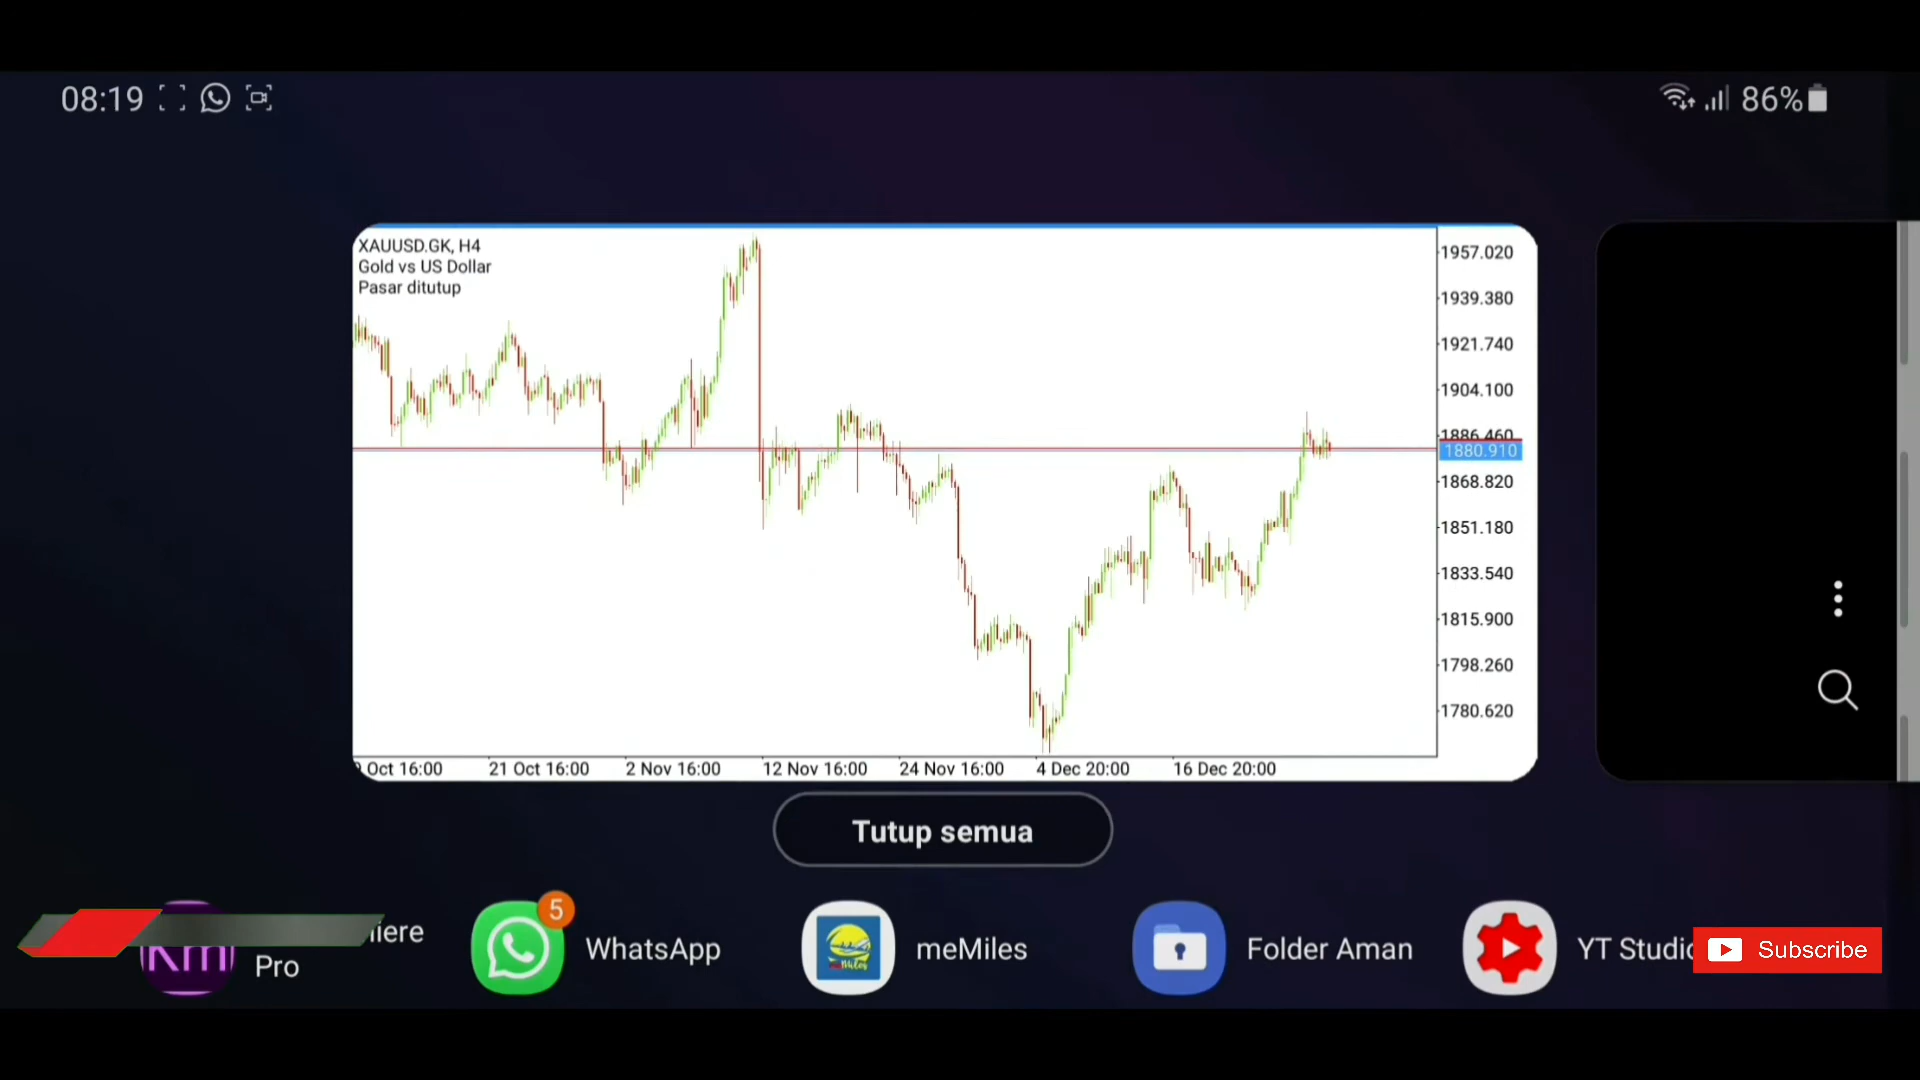 08:19
86%
XAUUSD.GK, H4
Gold vs US Dollar
Pasar ditutup
1957.020
1939.380
1921.740
1904.100
1886.460
1880.910
1868.820
1851.180
1833.540
1815.900
1798.260
1780.620
Oct 16:00 21 Oct 16:00 2 Nov 16:00 12 Nov 16:00 24 Nov 16:00 4 Dec 20:00 16 Dec 20:00
Tutup semua
5
iere
Pro
WhatsApp
meMiles
Folder Aman
YT Studio
Subscribe